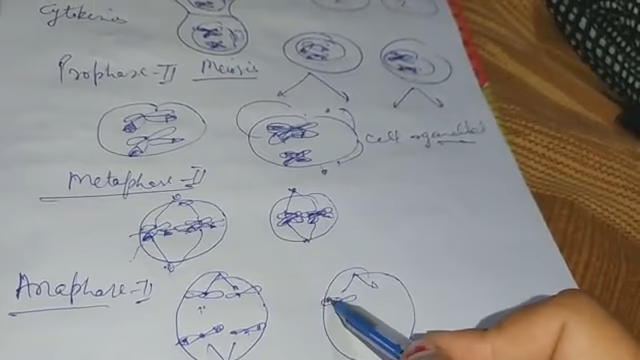 Cytokinesis
Prophase-II Meiosis
Cell organelles
Metaphase-II
Anaphase-II